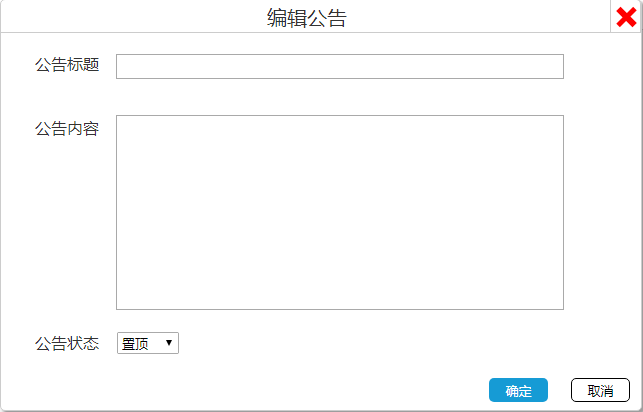 编辑公告
公告标题
公告内容
公告状态 置顶
确定 取消